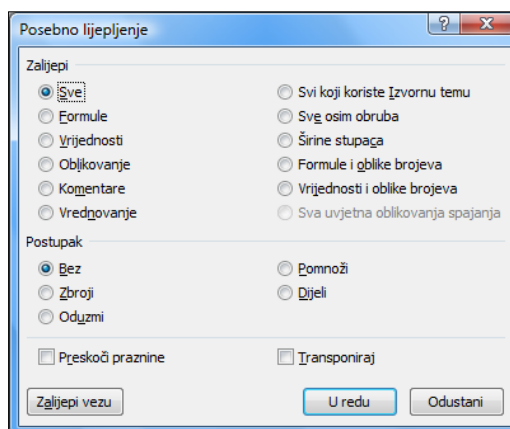 Posebno lijepljenje
Zalijepi
Sve
Svi koji koriste Izvornu temu
Formule
Sve osim obruba
Vrijednosti
Širine stupaca
Oblikovanje
Formule i oblike brojeva
Komentare
Vrijednosti i oblike brojeva
Vrednovanje
Sva uvjetna oblikovanja spajanja
Postupak
Bez
Pomnoži
Zbroji
Dijeli
Oduzmi
Preskoči praznine
Transponiraj
Zalijepi vezu
U redu
Odustani